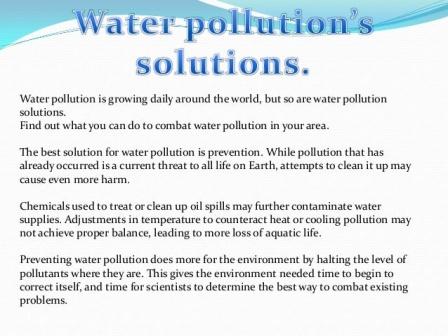 Water pollution's
solutions.
Water pollution is growing daily around the world, but so are water pollution
solutions.
Find out what you can do to combat water pollution in your area.
The best solution for water pollution is prevention. While pollution that has
already occurred is a current threat to all life on Earth, attempts to clean it up may
cause even more harm.
Chemicals used to treat or clean up oil spills may further contaminate water
supplies. Adjustments in temperature to counteract heat or cooling pollution may
not achieve proper balance, leading to more loss of aquatic life.
Preventing water pollution does more for the environment by halting the level of
pollutants where they are. This gives the environment needed time to begin to
correct itself, and time for scientists to determine the best way to combat existing
problems.